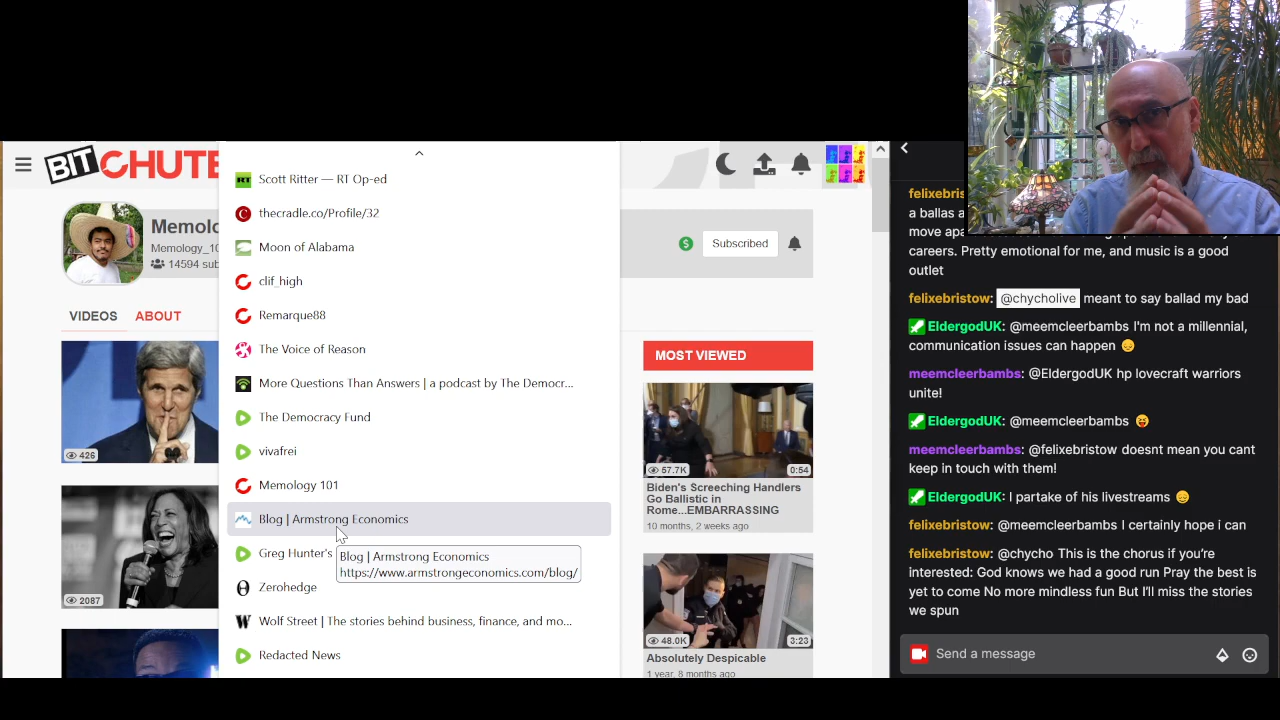 BITCHUTE
Memolo
Memology_10
14594 sub
VIDEOS
ABOUT
426
2087
Scott Ritter — RT Op-ed
thecradle.co/Profile/32
Moon of Alabama
clif_high
Remarque88
The Voice of Reason
More Questions Than Answers | a podcast by The Democr...
The Democracy Fund
vivafrei
Memology 101
Blog | Armstrong Economics
Greg Hunter's
Blog | Armstrong Economics
https://www.armstrongeconomics.com/blog/
Zerohedge
Wolf Street | The stories behind business, finance, and mo...
Redacted News
Subscribed
MOST VIEWED
57.7K
0:54
Biden's Screeching Handlers
Go Ballistic in
Rome...EMBARRASSING
10 months, 2 weeks ago
48.0K
3:23
Absolutely Despicable
1 year, 8 months ago
felixebris
a ballas a
move apa
careers. Pretty emotional for me, and music is a good
outlet
felixebristow: @chycholive meant to say ballad my bad
EldergodUK: @meemcleerbambs I'm not a millennial,
communication issues can happen 😔
meemcleerbambs: @EldergodUK hp lovecraft warriors
unite!
EldergodUK: @meemcleerbambs 😝
meemcleerbambs: @felixebristow doesnt mean you cant
keep in touch with them!
EldergodUK: I partake of his livestreams 😔
felixebristow: @meemcleerbambs I certainly hope i can
felixebristow: @chycho This is the chorus if you're
interested: God knows we had a good run Pray the best is
yet to come No more mindless fun But I'll miss the stories
we spun
Send a message